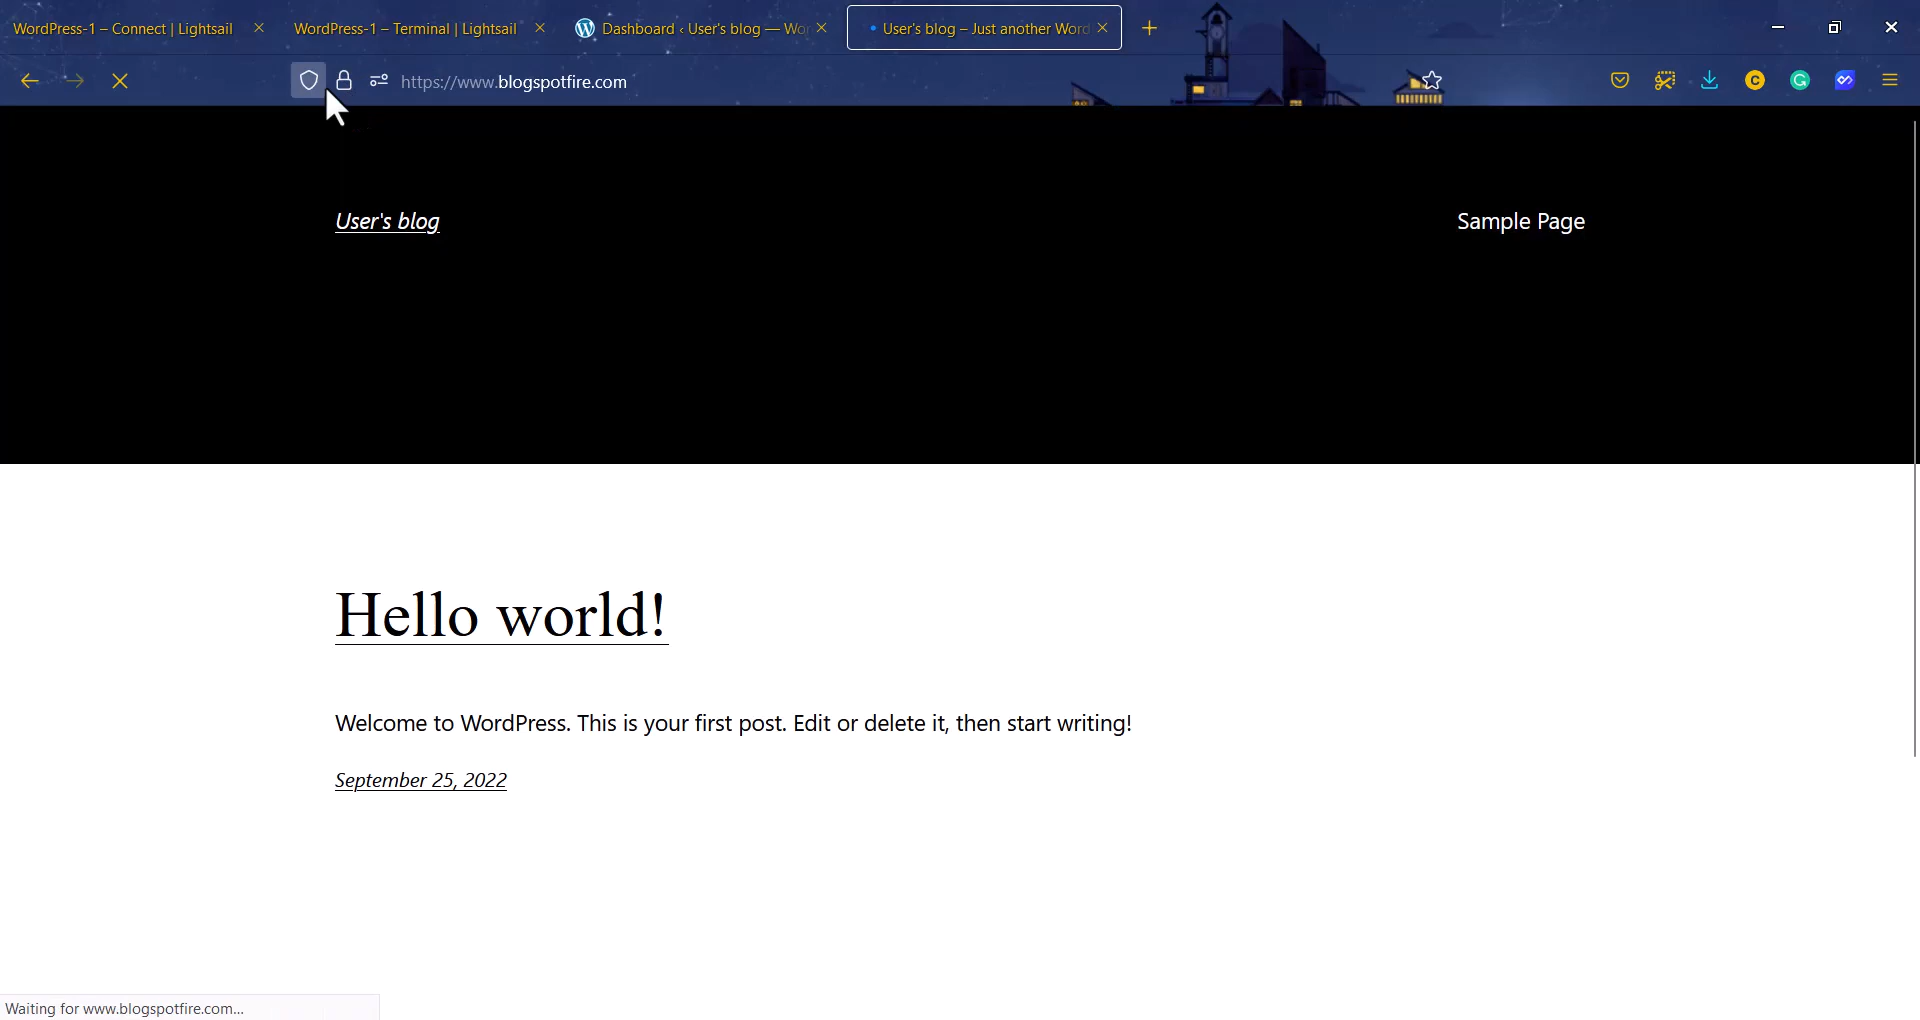 WordPress-1 – Connect | Lightsail
WordPress-1 – Terminal | Lightsail
Dashboard ‹ User's blog — Wor
User's blog – Just another Word
https://www.blogspotfire.com
User's blog
Sample Page
Hello world!
Welcome to WordPress. This is your first post. Edit or delete it, then start writing!
September 25, 2022
Waiting for www.blogspotfire.com...